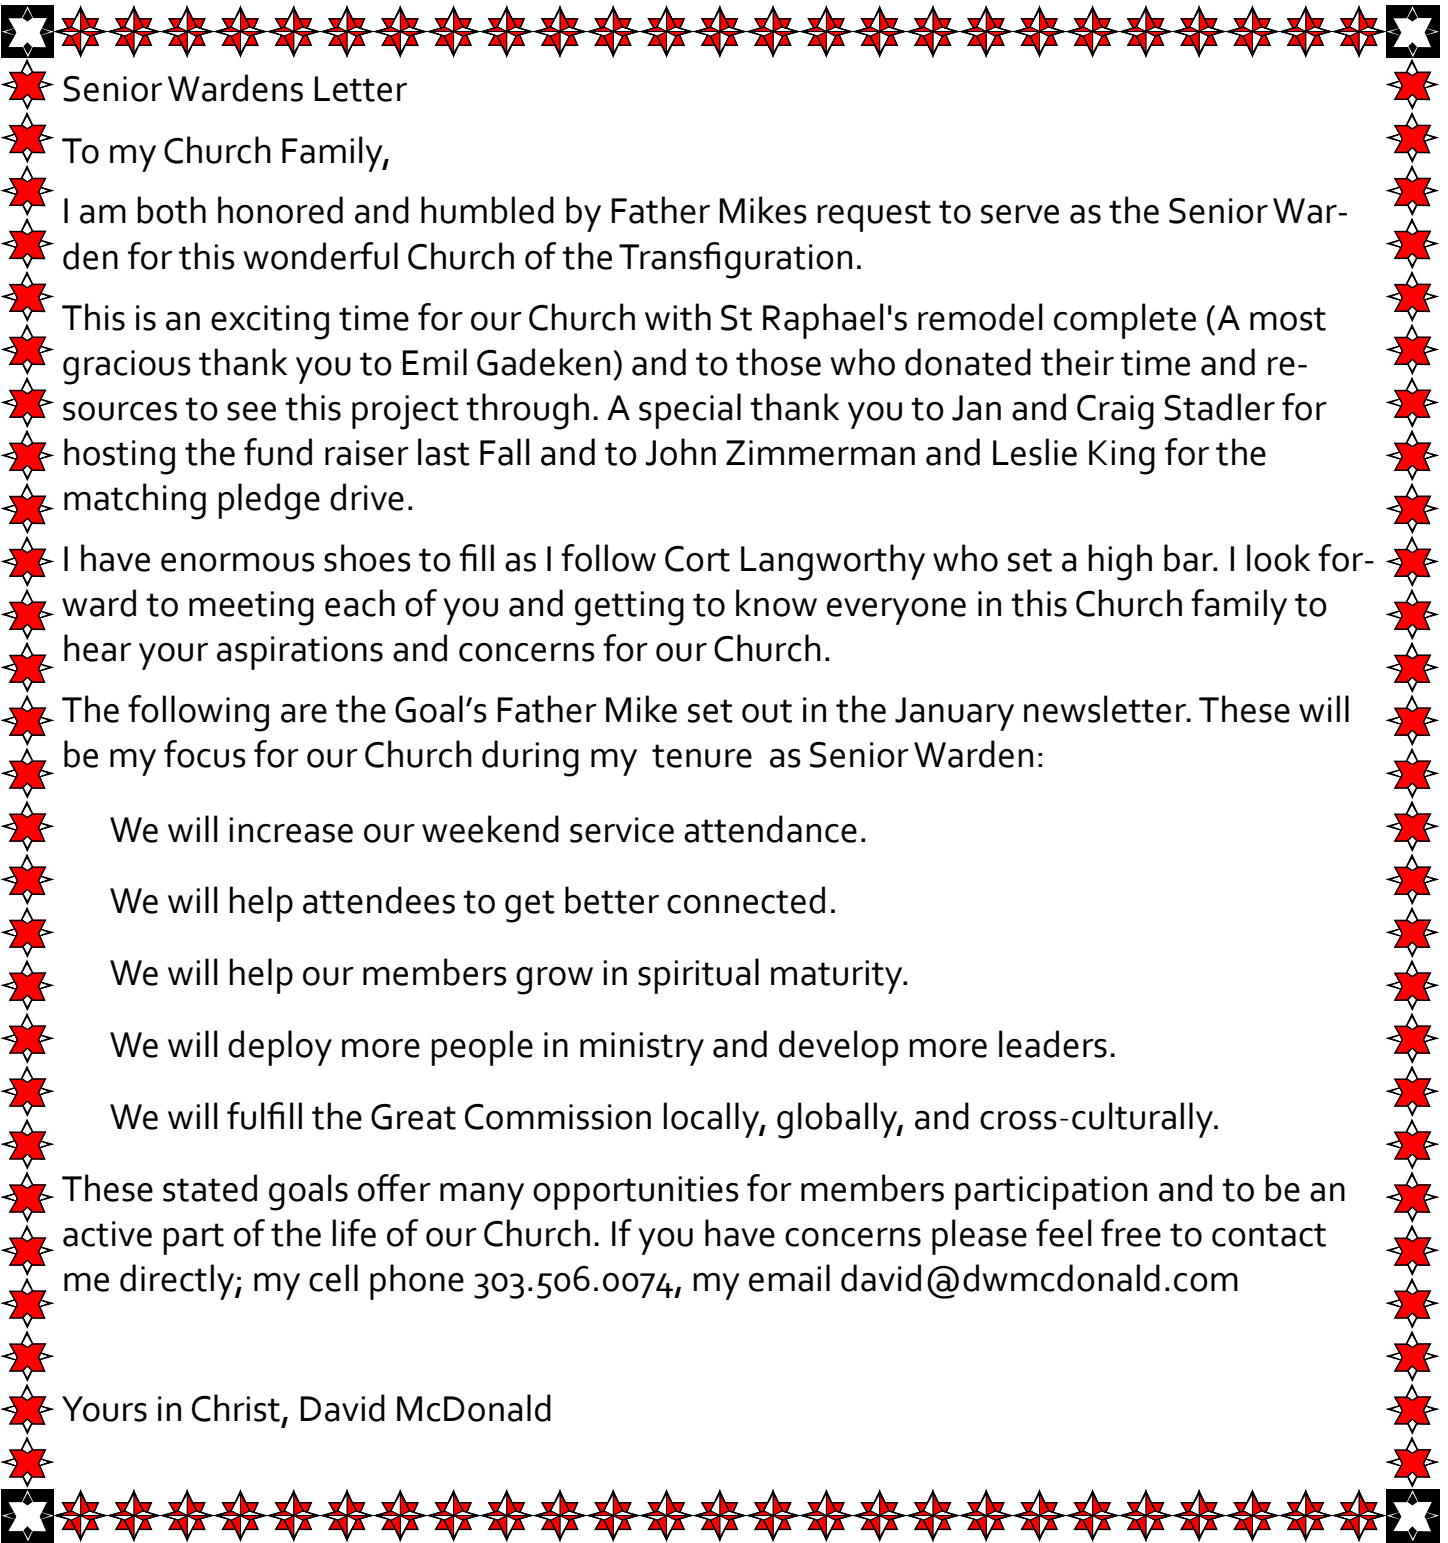 Senior Wardens Letter
To my Church Family,
I am both honored and humbled by Father Mikes request to serve as the Senior War-
den for this wonderful Church of the Transfiguration.
This is an exciting time for our Church with St Raphael's remodel complete (A most
gracious thank you to Emil Gadeken) and to those who donated their time and re-
sources to see this project through. A special thank you to Jan and Craig Stadler for
hosting the fund raiser last Fall and to John Zimmerman and Leslie King for the
matching pledge drive.
I have enormous shoes to fill as I follow Cort Langworthy who set a high bar. I look for-
ward to meeting each of you and getting to know everyone in this Church family to
hear your aspirations and concerns for our Church.
The following are the Goal’s Father Mike set out in the January newsletter. These will
be my focus for our Church during my  tenure  as Senior Warden:
We will increase our weekend service attendance.
We will help attendees to get better connected.
We will help our members grow in spiritual maturity.
We will deploy more people in ministry and develop more leaders.
We will fulfill the Great Commission locally, globally, and cross-culturally.
These stated goals offer many opportunities for members participation and to be an
active part of the life of our Church. If you have concerns please feel free to contact
me directly; my cell phone 303.506.0074, my email david@dwmcdonald.com
Yours in Christ, David McDonald